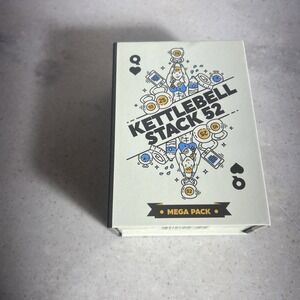 Q
KETTLEBELL
STACK 52
Q
MEGA PACK